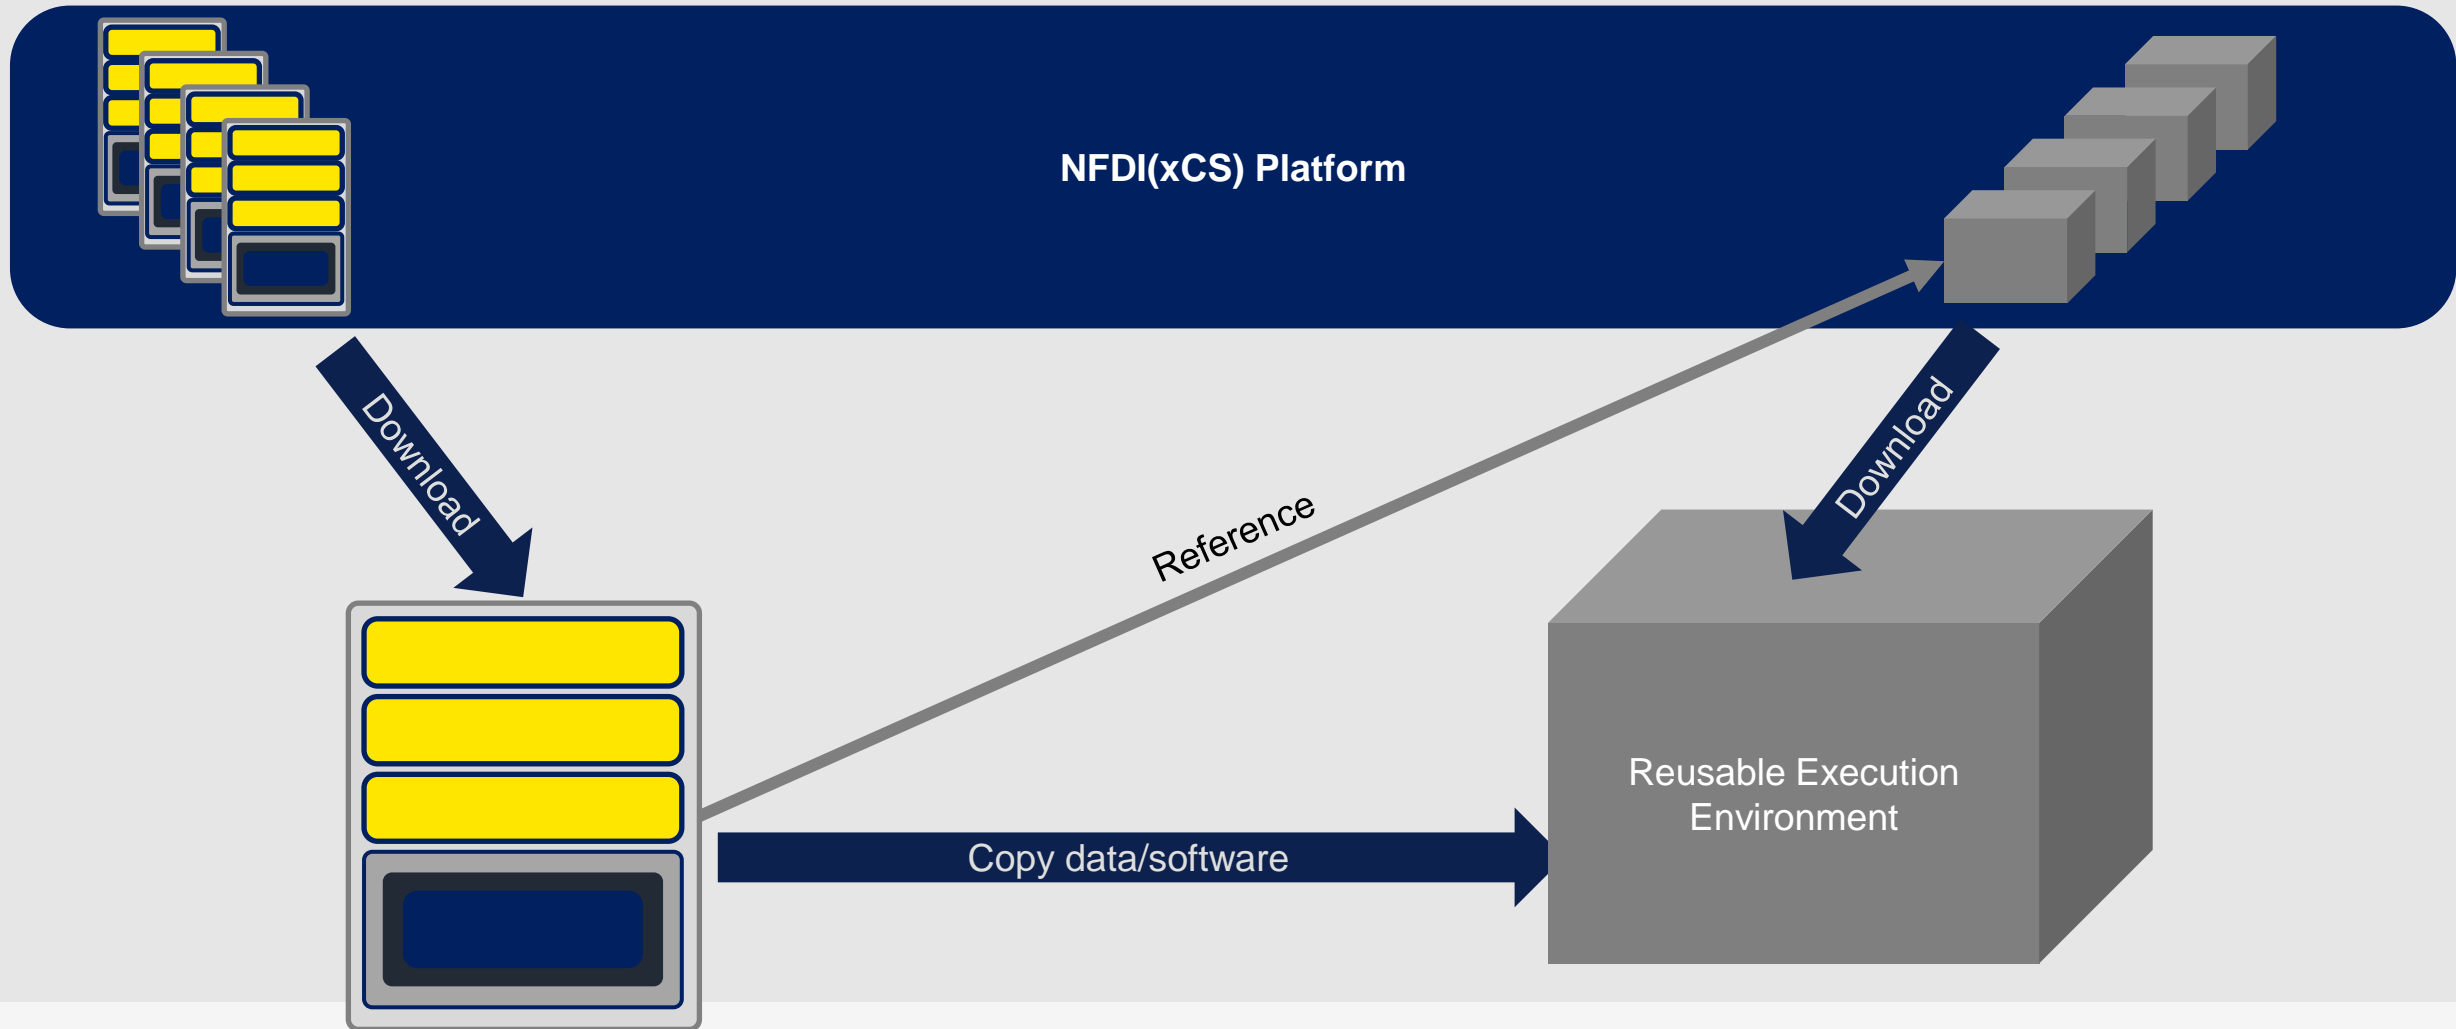 NFDI(xCS) Platform
Download
Download
Reference
Reusable Execution
Environment
Copy data/software